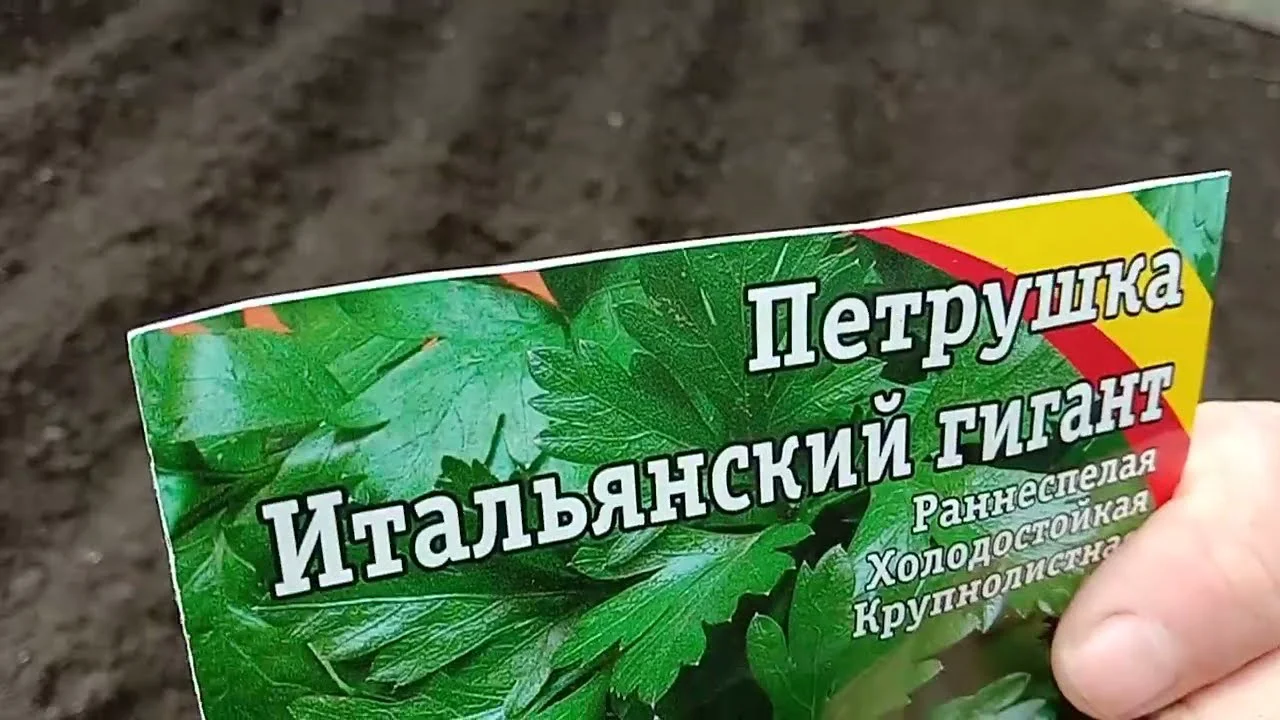 Петрушка
Итальянский гигант
Раннеспелая
Холодостойкая